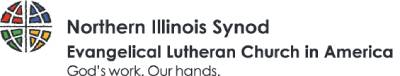 Northern Illinois Synod
Evangelical Lutheran Church in America
God's work. Our hands.